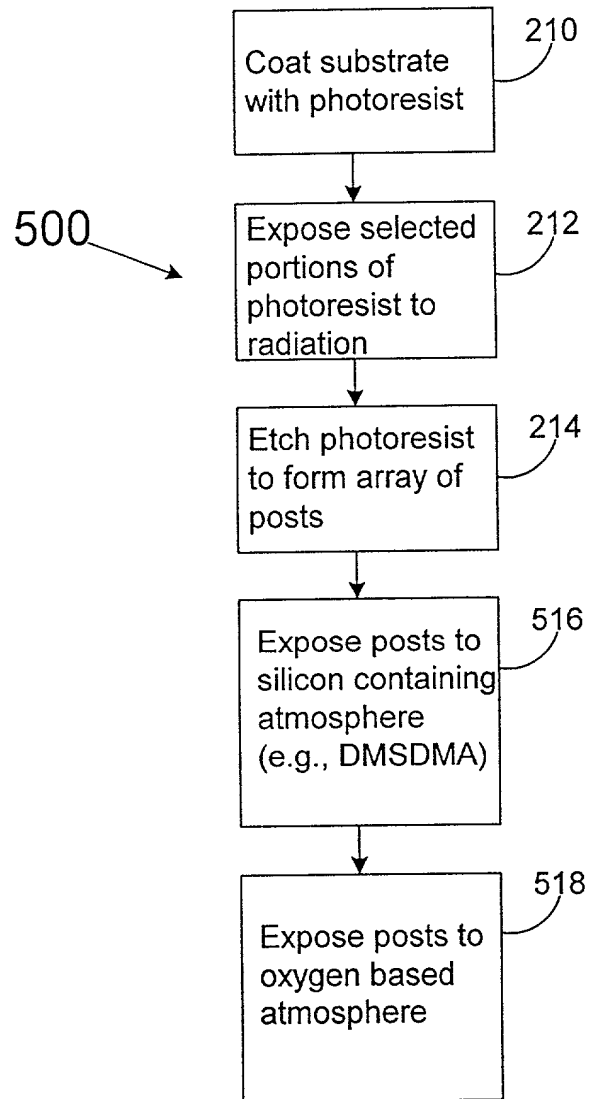 210
Coat substrate
with photoresist
500
212
Expose selected
portions of
photoresist to
radiation
214
Etch photoresist
to form array of
posts
516
Expose posts to
silicon containing
atmosphere
(e.g., DMSDMA)
518
Expose posts to
oxygen based
atmosphere